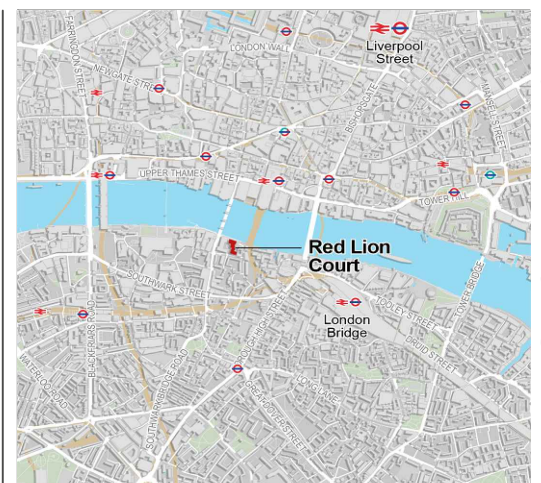 FARRINGDON STREET
LONDON WALL
Liverpool
Street
NEWGATE STREET
BISHOPSGATE
MANSELL STREET
UPPER THAMES STREET
TOWER HILL
Red Lion
Court
SOUTHWARK STREET
TOWER BRIDGE
BLACKFRIARS ROAD
BOROUGH HIGH STREET
London
Bridge
TOOLEY STREET
DRUID STREET
WATERLOO ROAD
SOUTHWARK BRIDGE ROAD
GREAT DOVER STREET
LONG LANE